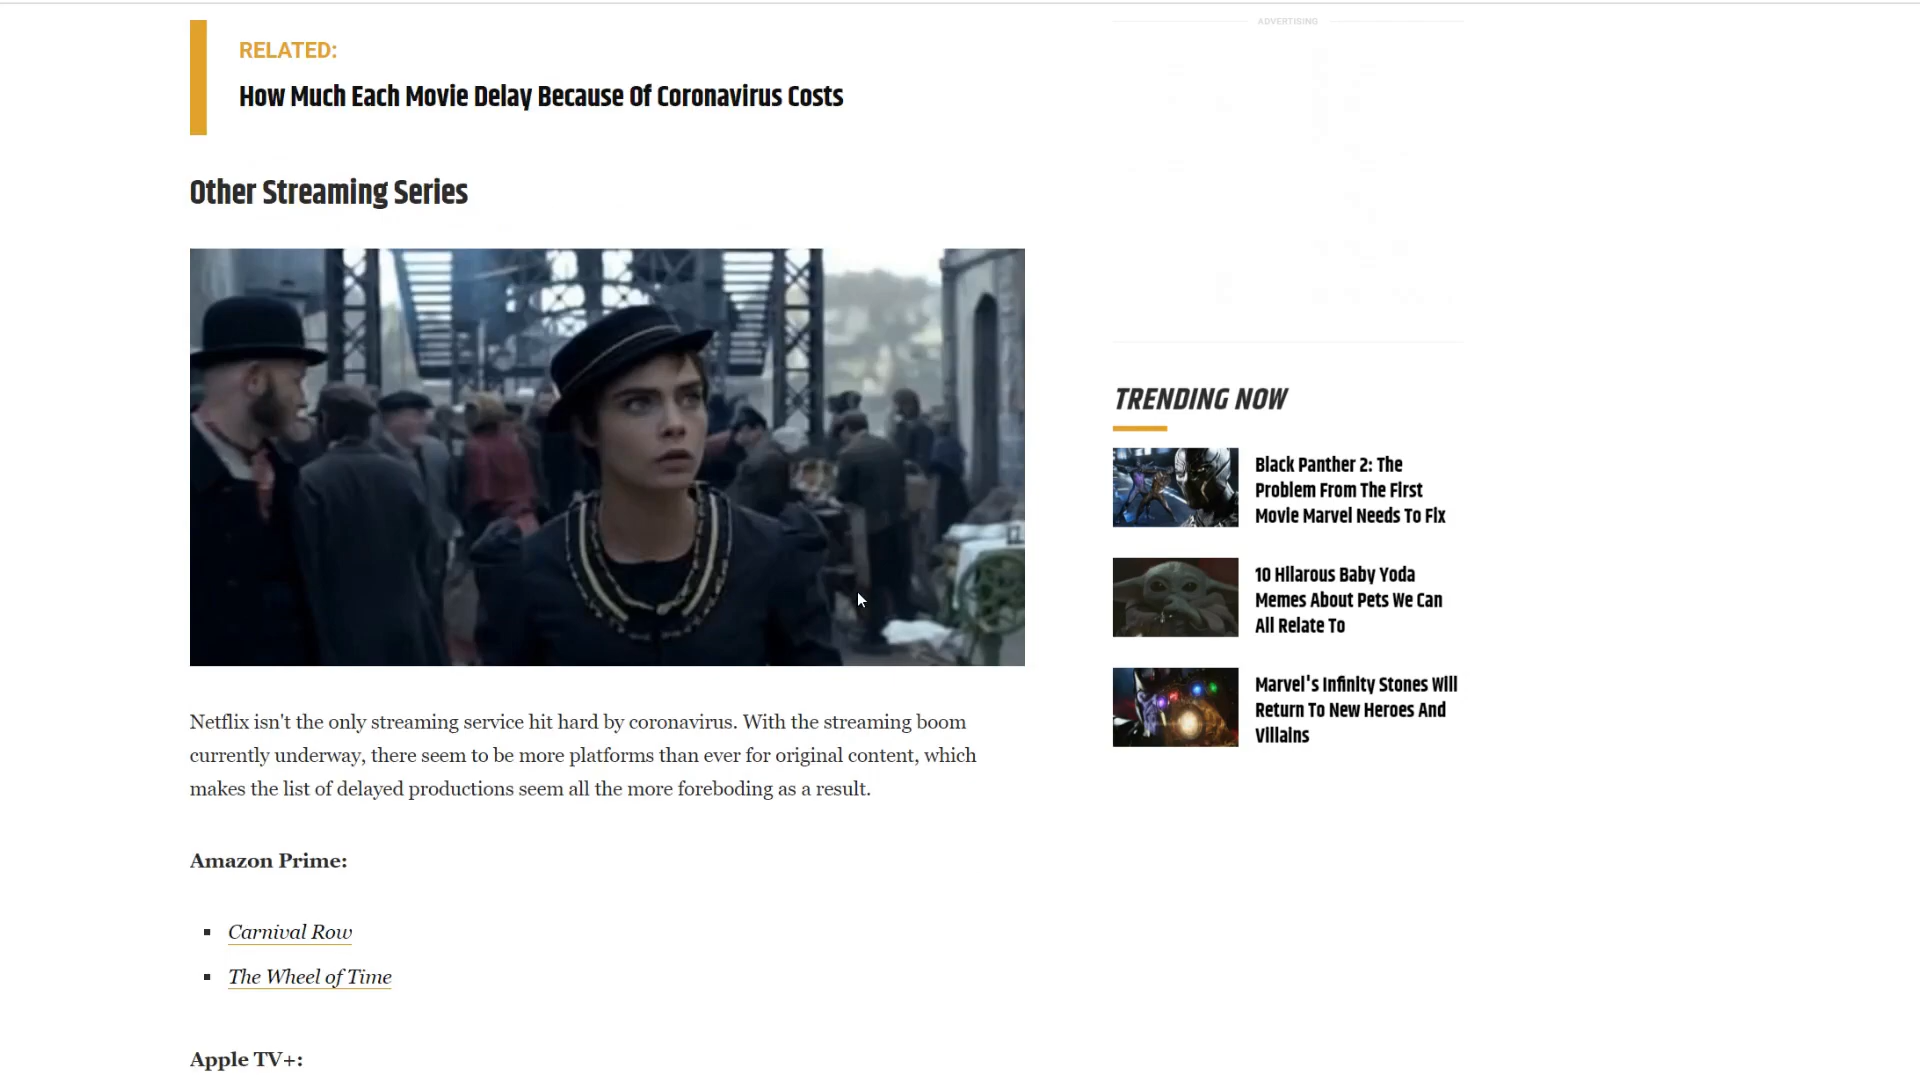 ADVERTISING
RELATED:
How Much Each Movie Delay Because Of Coronavirus Costs
Other Streaming Series
Netflix isn't the only streaming service hit hard by coronavirus. With the streaming boom
currently underway, there seem to be more platforms than ever for original content, which
makes the list of delayed productions seem all the more foreboding as a result.
Amazon Prime:
Carnival Row
The Wheel of Time
Apple TV+:
TRENDING NOW
Black Panther 2: The
Problem From The First
Movie Marvel Needs To Fix
10 Hilarous Baby Yoda
Memes About Pets We Can
All Relate To
Marvel's Infinity Stones Will
Return To New Heroes And
Villains